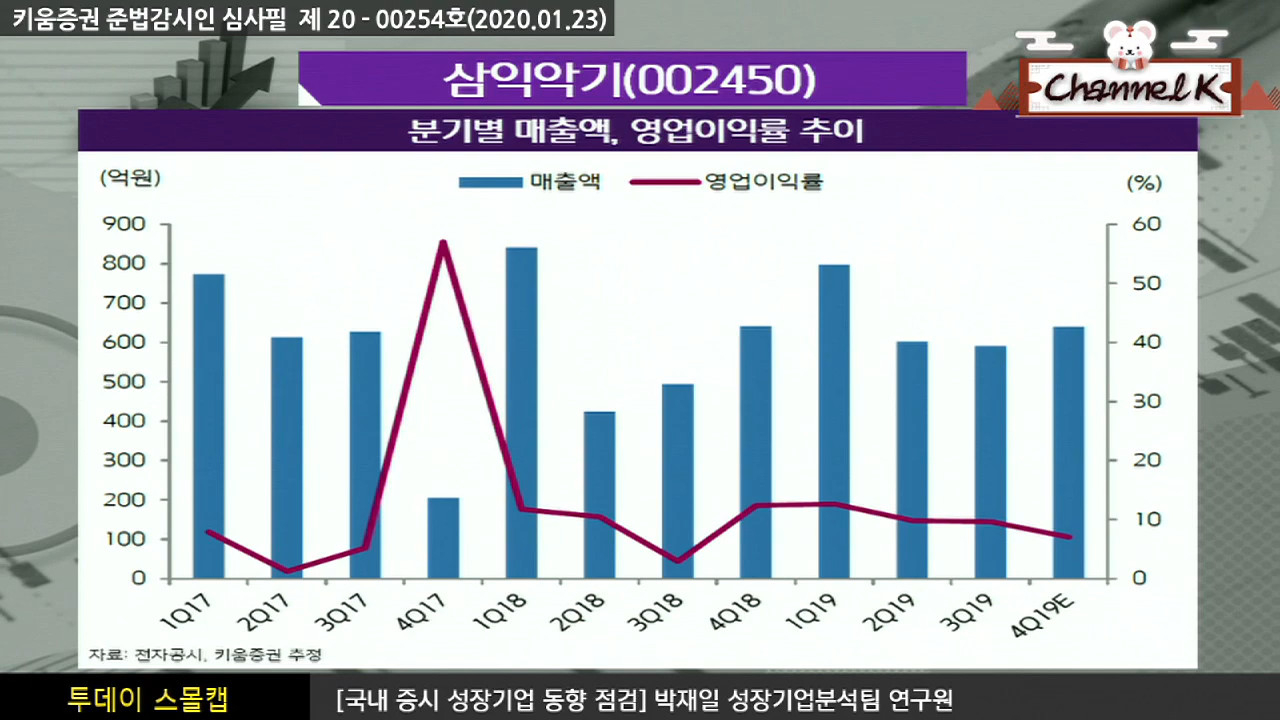 키움증권 준법감시인 심사필 제 20 - 00254호(2020.01.23)
삼익악기(002450)
Channel K
분기별 매출액, 영업이익률 추이
(억원)
매출액
영업이익률
(%)
900
800
700
600
500
400
300
200
100
0
60
50
40
30
20
10
0
1Q17
2Q17
3Q17
4Q17
1Q18
2Q18
3Q18
4Q18
1Q19
2Q19
3Q19
4Q19E
자료: 전자공시, 키움증권 추정
투데이 스몰캡
[국내 증시 성장기업 동향 점검] 박재일 성장기업분석팀 연구원